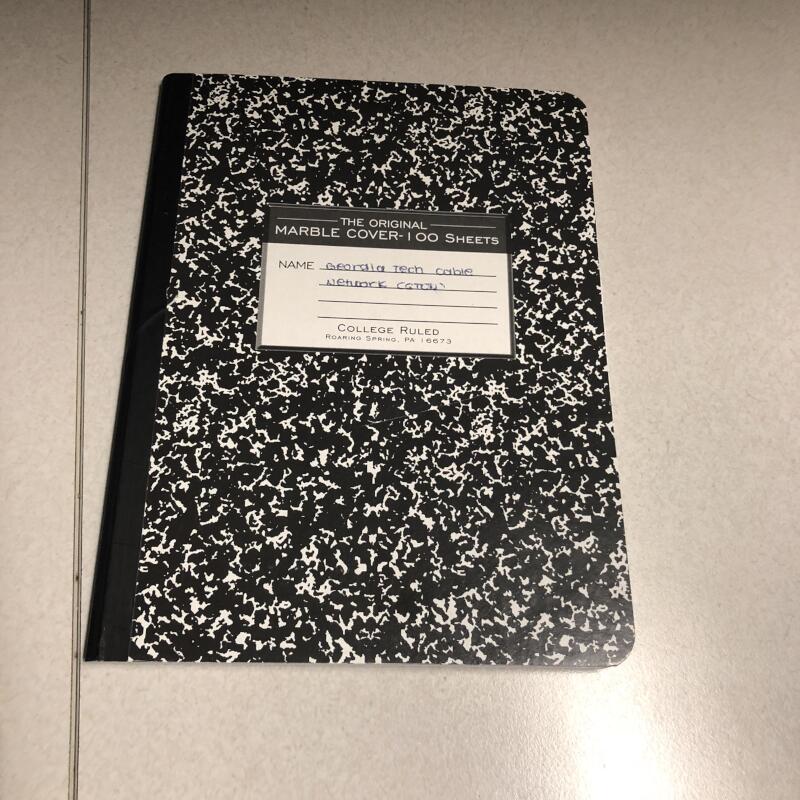 THE ORIGINAL
MARBLE COVER-100 SHEETS
NAME Georgia Tech Cable
Network (GTCN)
COLLEGE RULED
ROARING SPRING, PA 16673